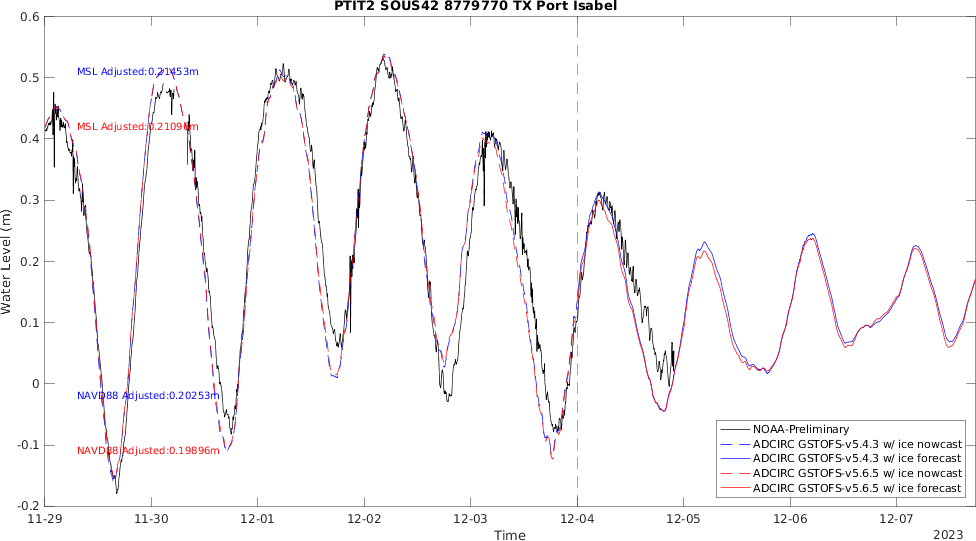 PTIT2 SOUS42 8779770 TX Port Isabel
0.6
0.5
0.4
0.3
0.2
0.1
0
-0.1
-0.2
Water Level (m)
MSL Adjusted:0.21453m
MSL Adjusted:0.21096m
NAVD88 Adjusted:0.20253m
NAVD88 Adjusted:0.19896m
NOAA-Preliminary
ADCIRC GSTOFS-v5.4.3 w/ ice nowcast
ADCIRC GSTOFS-v5.4.3 w/ ice forecast
ADCIRC GSTOFS-v5.6.5 w/ ice nowcast
ADCIRC GSTOFS-v5.6.5 w/ ice forecast
11-29 11-30 12-01 12-02 12-03 12-04 12-05 12-06 12-07
Time
2023